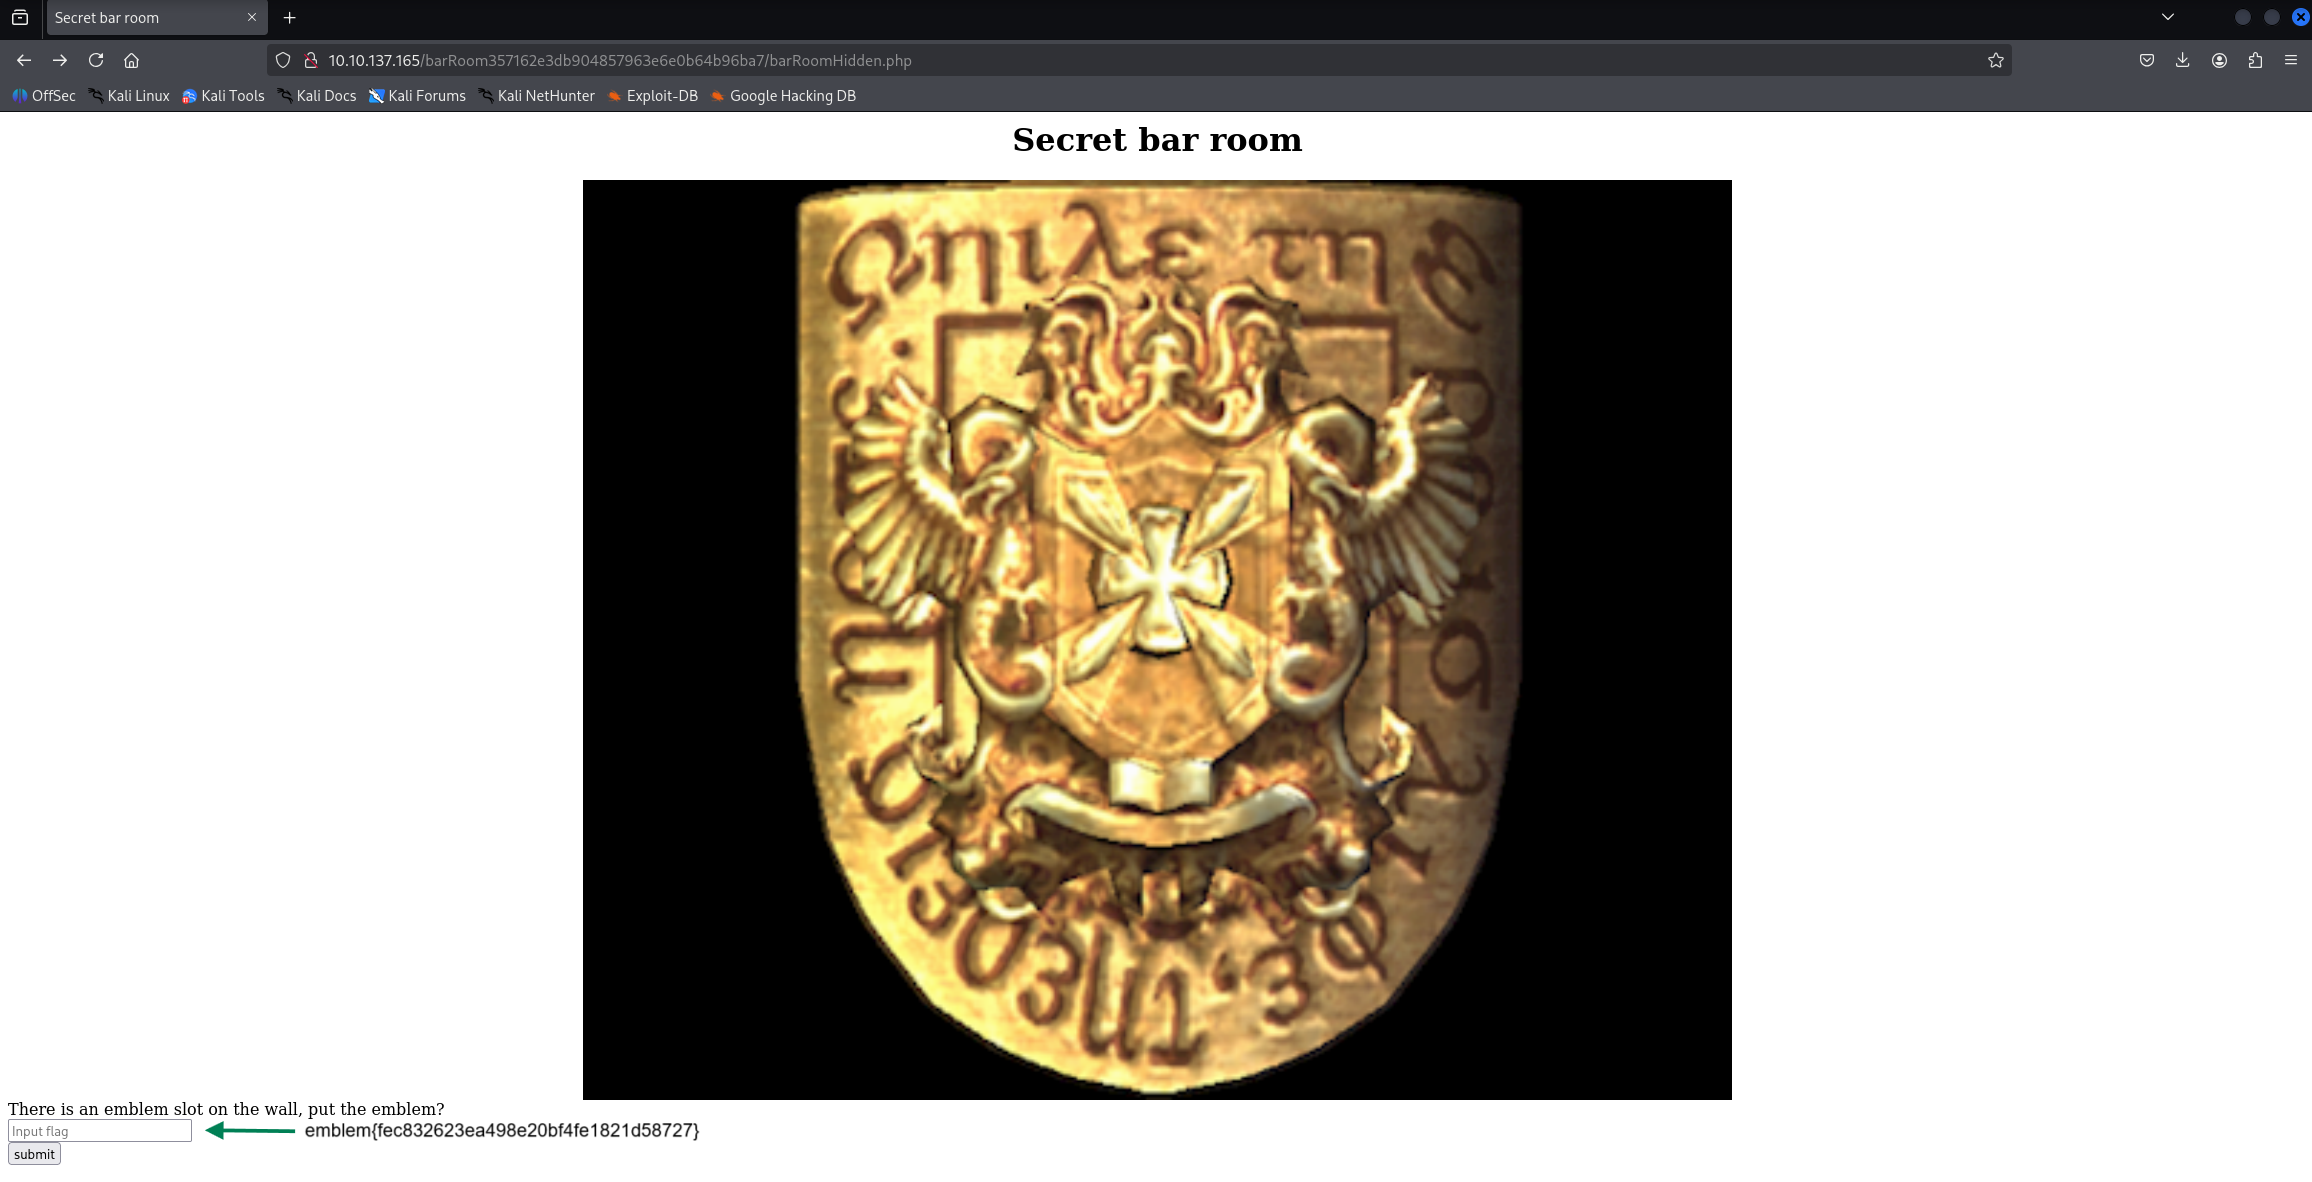 Secret bar room
10.10.137.165/barRoom357162e3db904857963e6e0b64b96ba7/barRoomHidden.php
OffSec Kali Linux Kali Tools Kali Docs Kali Forums Kali NetHunter Exploit-DB Google Hacking DB
Secret bar room
There is an emblem slot on the wall, put the emblem?
Input flag emblem{fec832623ea498e20bf4fe1821d58727}
submit